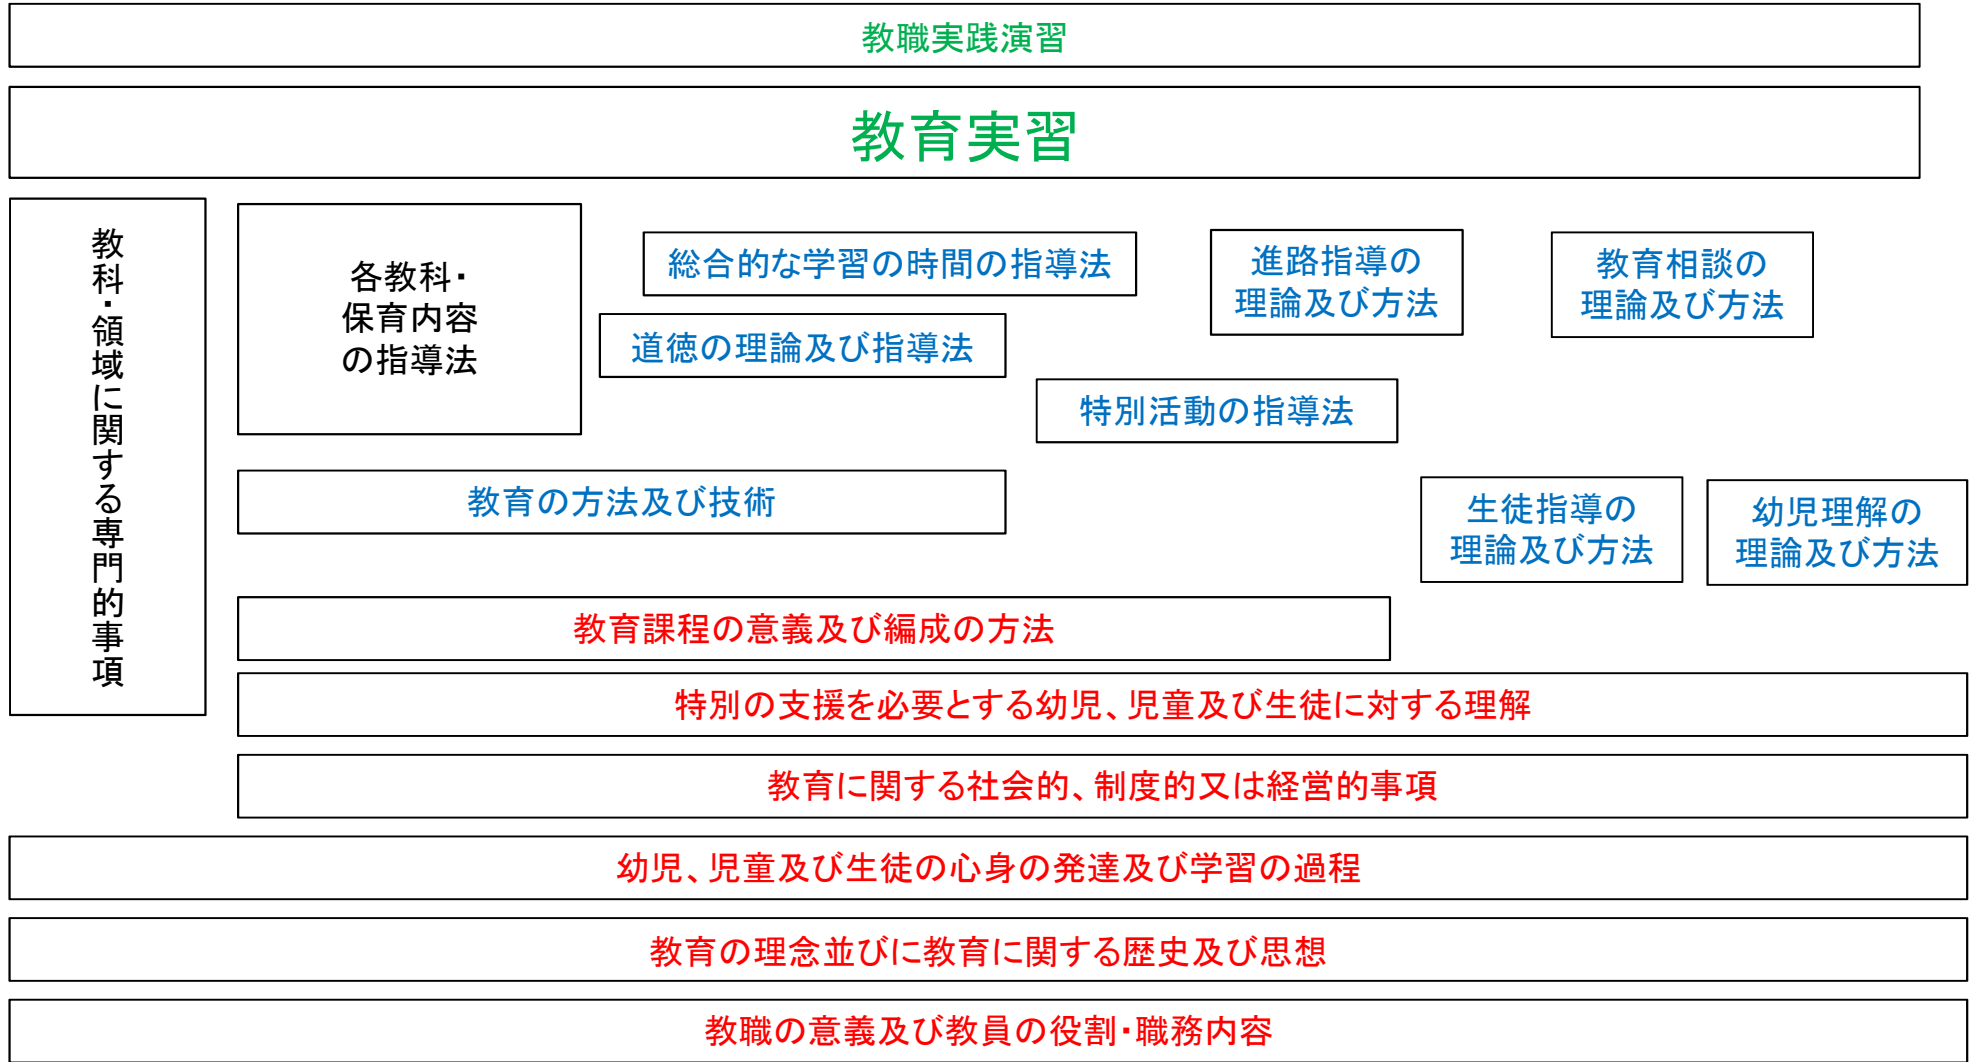 教職実践演習
教育実習
教科・領域に関する専門的事項
各教科・
保育内容
の指導法
総合的な学習の時間の指導法
道徳の理論及び指導法
進路指導の
理論及び方法
教育相談の
理論及び方法
特別活動の指導法
教育の方法及び技術
生徒指導の
理論及び方法
幼児理解の
理論及び方法
教育課程の意義及び編成の方法
特別の支援を必要とする幼児、児童及び生徒に対する理解
教育に関する社会的、制度的又は経営的事項
幼児、児童及び生徒の心身の発達及び学習の過程
教育の理念並びに教育に関する歴史及び思想
教職の意義及び教員の役割・職務内容